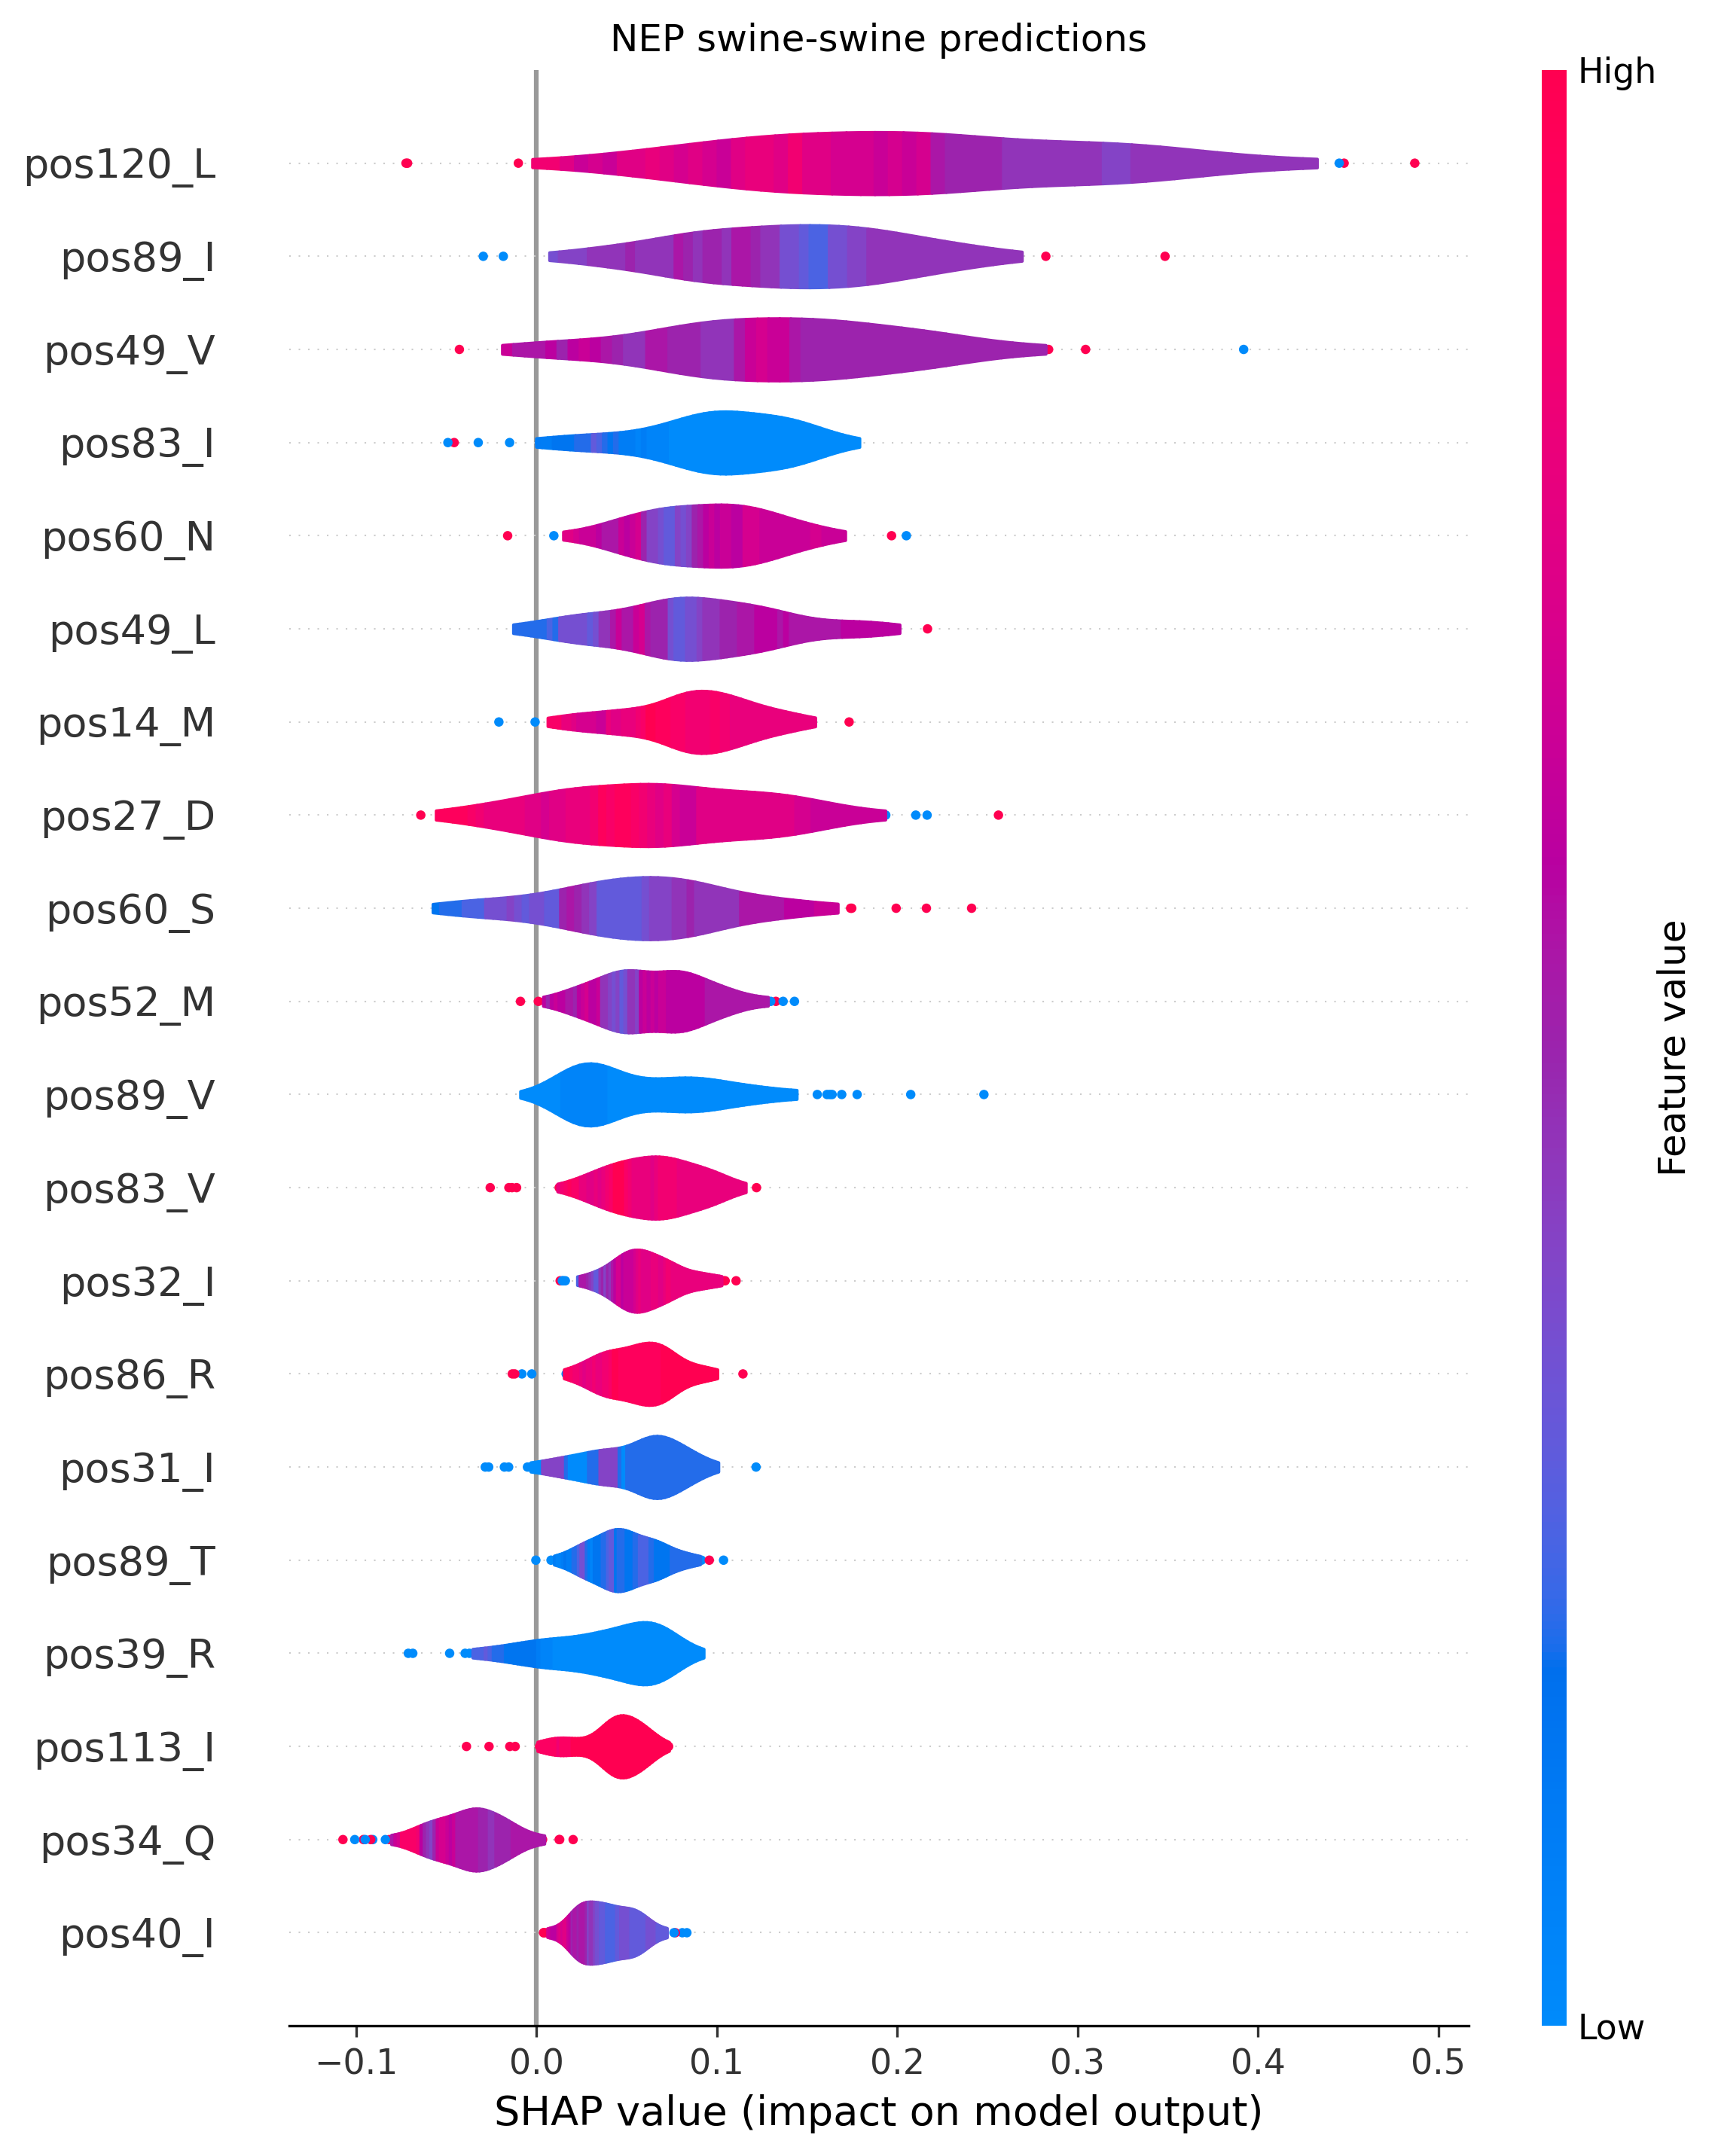 NEP swine-swine predictions
High
pos120_L
pos89_I
pos49_V
pos83_I
pos60_N
pos49_L
pos14_M
pos27_D
pos60_S
pos52_M
pos89_V
pos83_V
pos32_I
pos86_R
pos31_I
pos89_T
pos39_R
pos113_I
pos34_Q
pos40_I
Feature value
Low
−0.1 0.0 0.1 0.2 0.3 0.4 0.5
SHAP value (impact on model output)